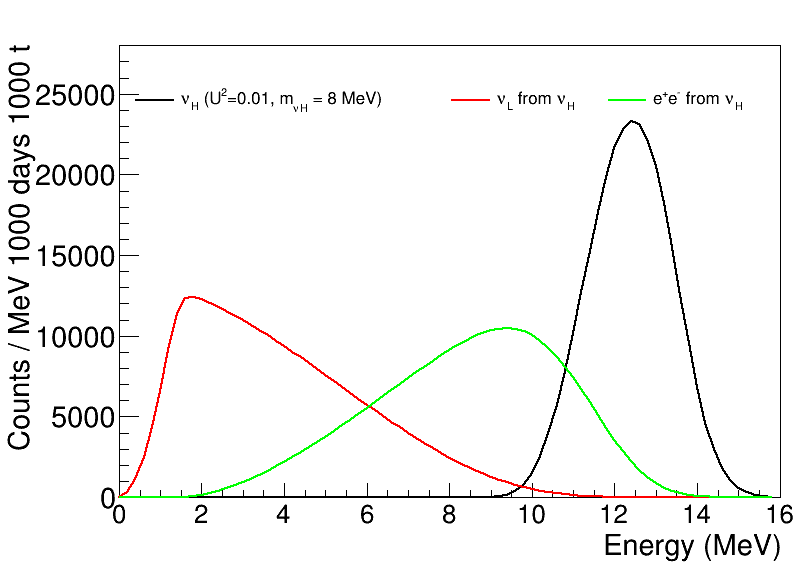 Counts / MeV 1000 days 1000 t
25000
20000
15000
10000
5000
0
ν_H (U²=0.01, m_νH = 8 MeV)
ν_L from ν_H
e⁺e⁻ from ν_H
0 2 4 6 8 10 12 14 16
Energy (MeV)